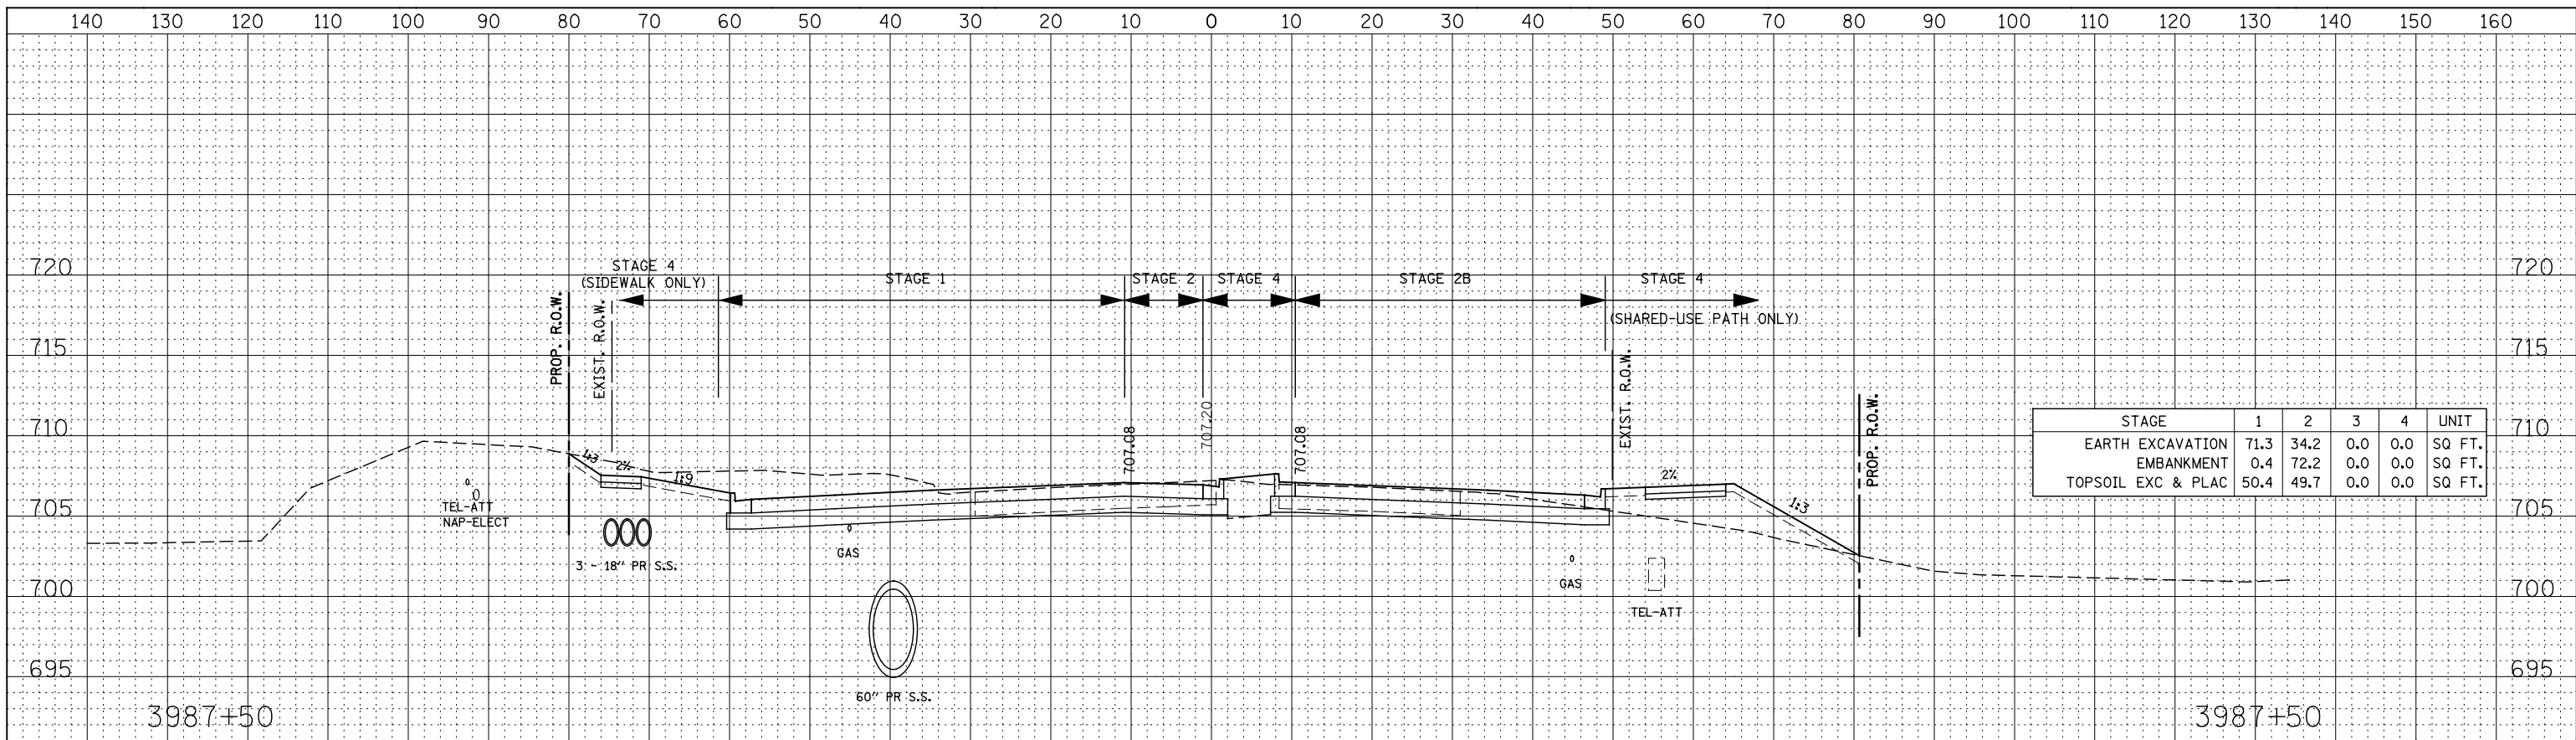 140 130 120 110 100 90 80 70 60 50 40 30 20 10 0 10 20 30 40 50 60 70 80 90 100 110 120 130 140 150 160
720 720
715 715
710 710
705 705
700 700
695 695
STAGE 4
(SIDEWALK ONLY)
STAGE 1
STAGE 2
STAGE 4
STAGE 2B
STAGE 4
(SHARED-USE PATH ONLY)
PROP. R.O.W.
EXIST. R.O.W.
707.08
707.20
707.08
EXIST. R.O.W.
PROP. R.O.W.
1:3
2%
1:9
2%
1:3
TEL-ATT
NAP-ELECT
3 - 18" PR S.S.
GAS
60" PR S.S.
GAS
TEL-ATT
STAGE 1 2 3 4 UNIT
EARTH EXCAVATION 71.3 34.2 0.0 0.0 SQ FT.
EMBANKMENT 0.4 72.2 0.0 0.0 SQ FT.
TOPSOIL EXC & PLAC 50.4 49.7 0.0 0.0 SQ FT.
3987+50 3987+50